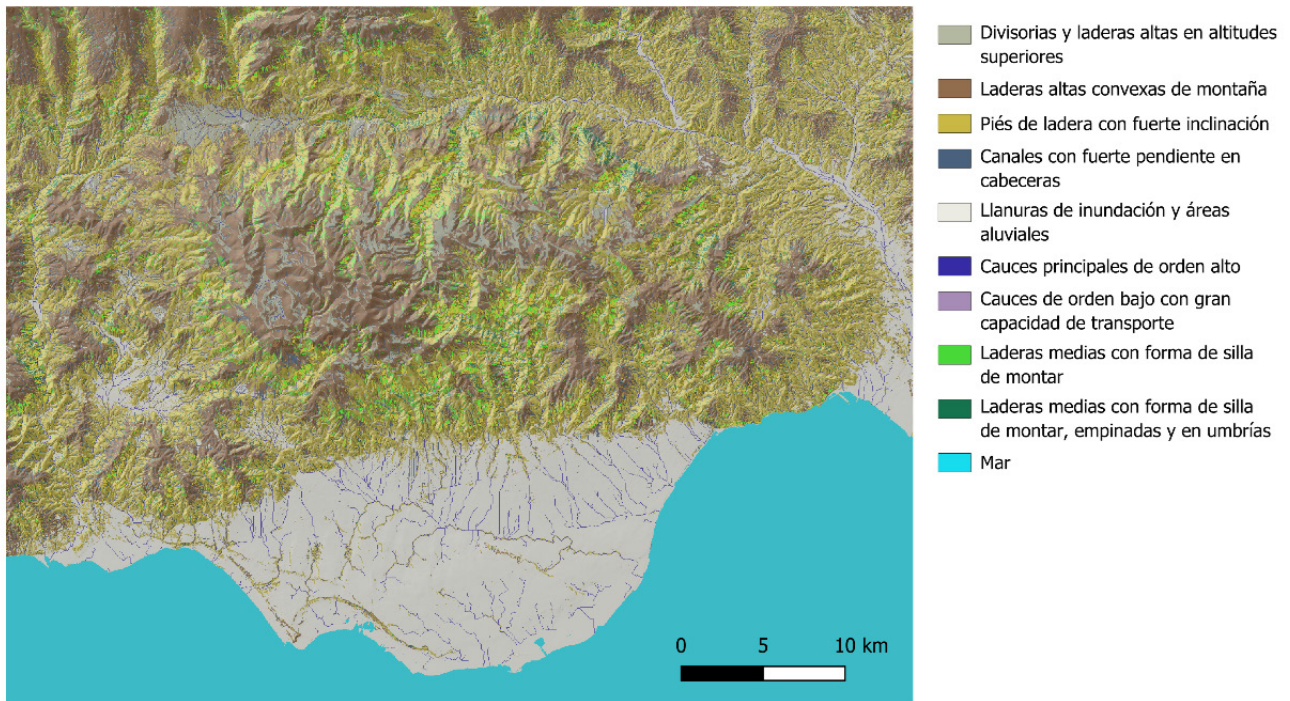 Divisorias y laderas altas en altitudes
superiores
Laderas altas convexas de montaña
Piés de ladera con fuerte inclinación
Canales con fuerte pendiente en
cabeceras
Llanuras de inundación y áreas
aluviales
Cauces principales de orden alto
Cauces de orden bajo con gran
capacidad de transporte
Laderas medias con forma de silla
de montar
Laderas medias con forma de silla
de montar, empinadas y en umbrías
Mar
0 5 10 km